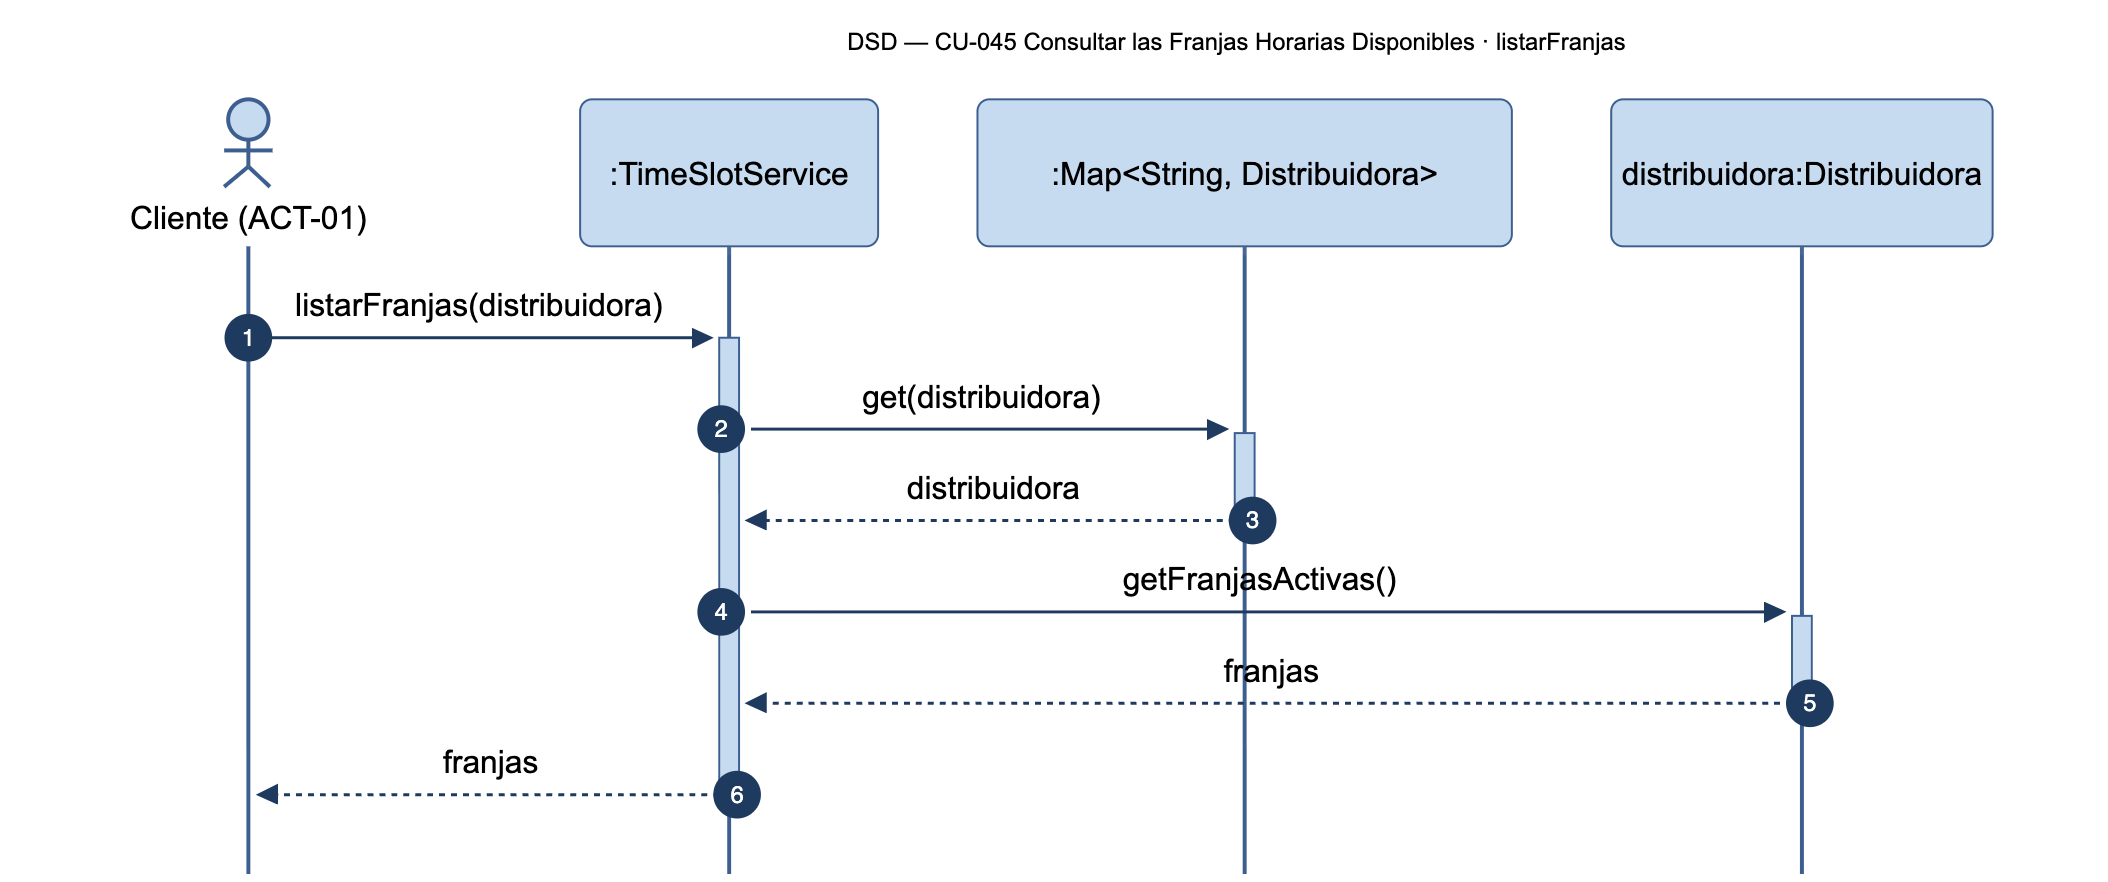 DSD — CU-045 Consultar las Franjas Horarias Disponibles · listarFranjas
Cliente (ACT-01)
:TimeSlotService
:Map<String, Distribuidora>
distribuidora:Distribuidora
listarFranjas(distribuidora)
1
get(distribuidora)
2
distribuidora
3
getFranjasActivas()
4
franjas
5
franjas
6